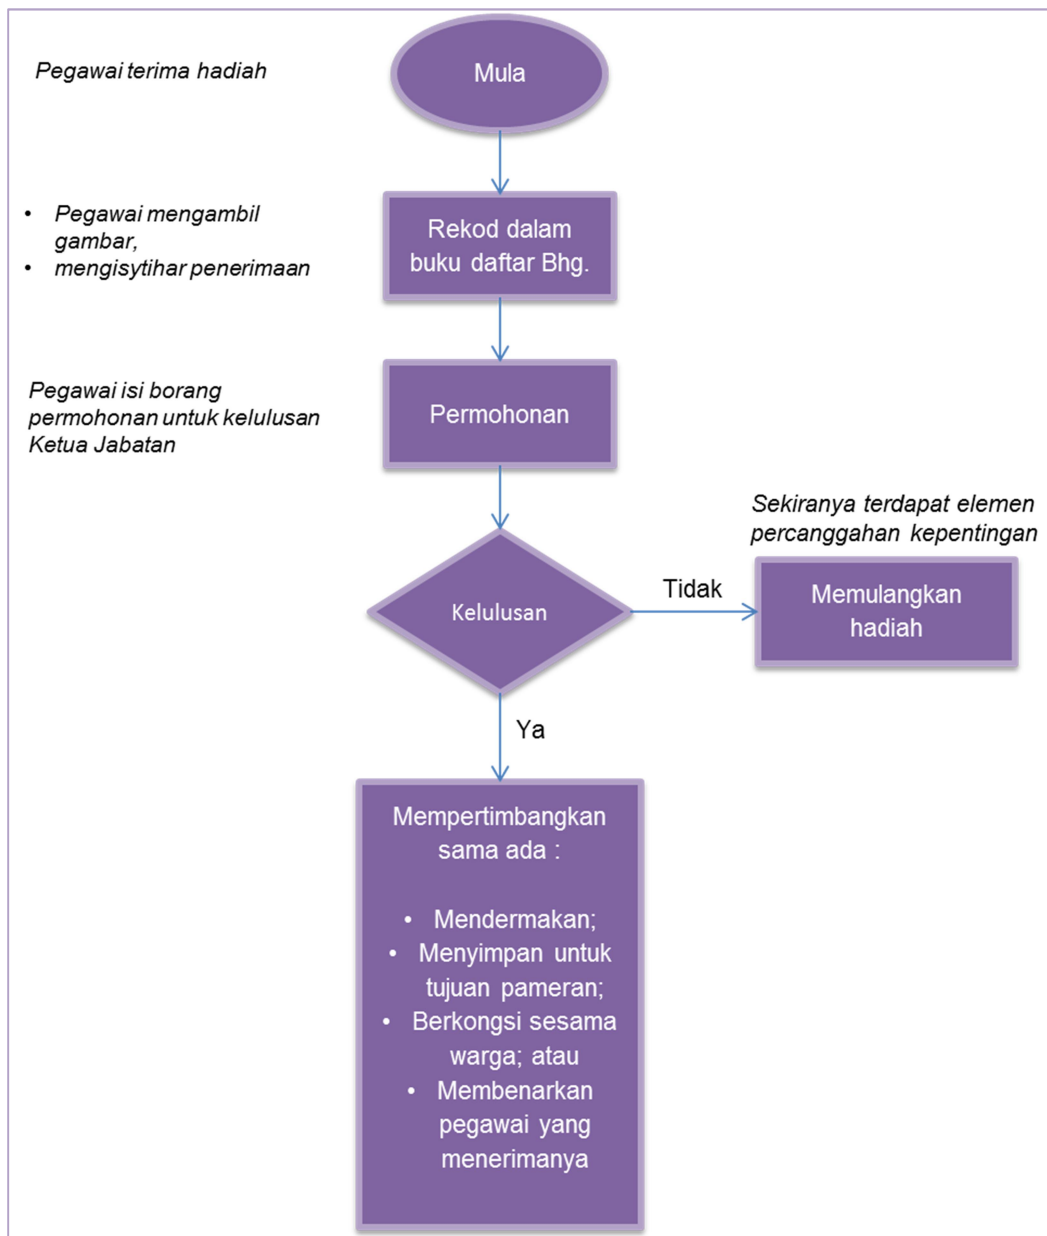 Pegawai terima hadiah
Mula
• Pegawai mengambil
gambar,
• mengisytihar penerimaan
Rekod dalam
buku daftar Bhg.
Pegawai isi borang
permohonan untuk kelulusan
Ketua Jabatan
Permohonan
Sekiranya terdapat elemen
percanggahan kepentingan
Kelulusan
Tidak
Memulangkan
hadiah
Ya
Mempertimbangkan
sama ada :
• Mendermakan;
• Menyimpan untuk
tujuan pameran;
• Berkongsi sesama
warga; atau
• Membenarkan
pegawai yang
menerimanya